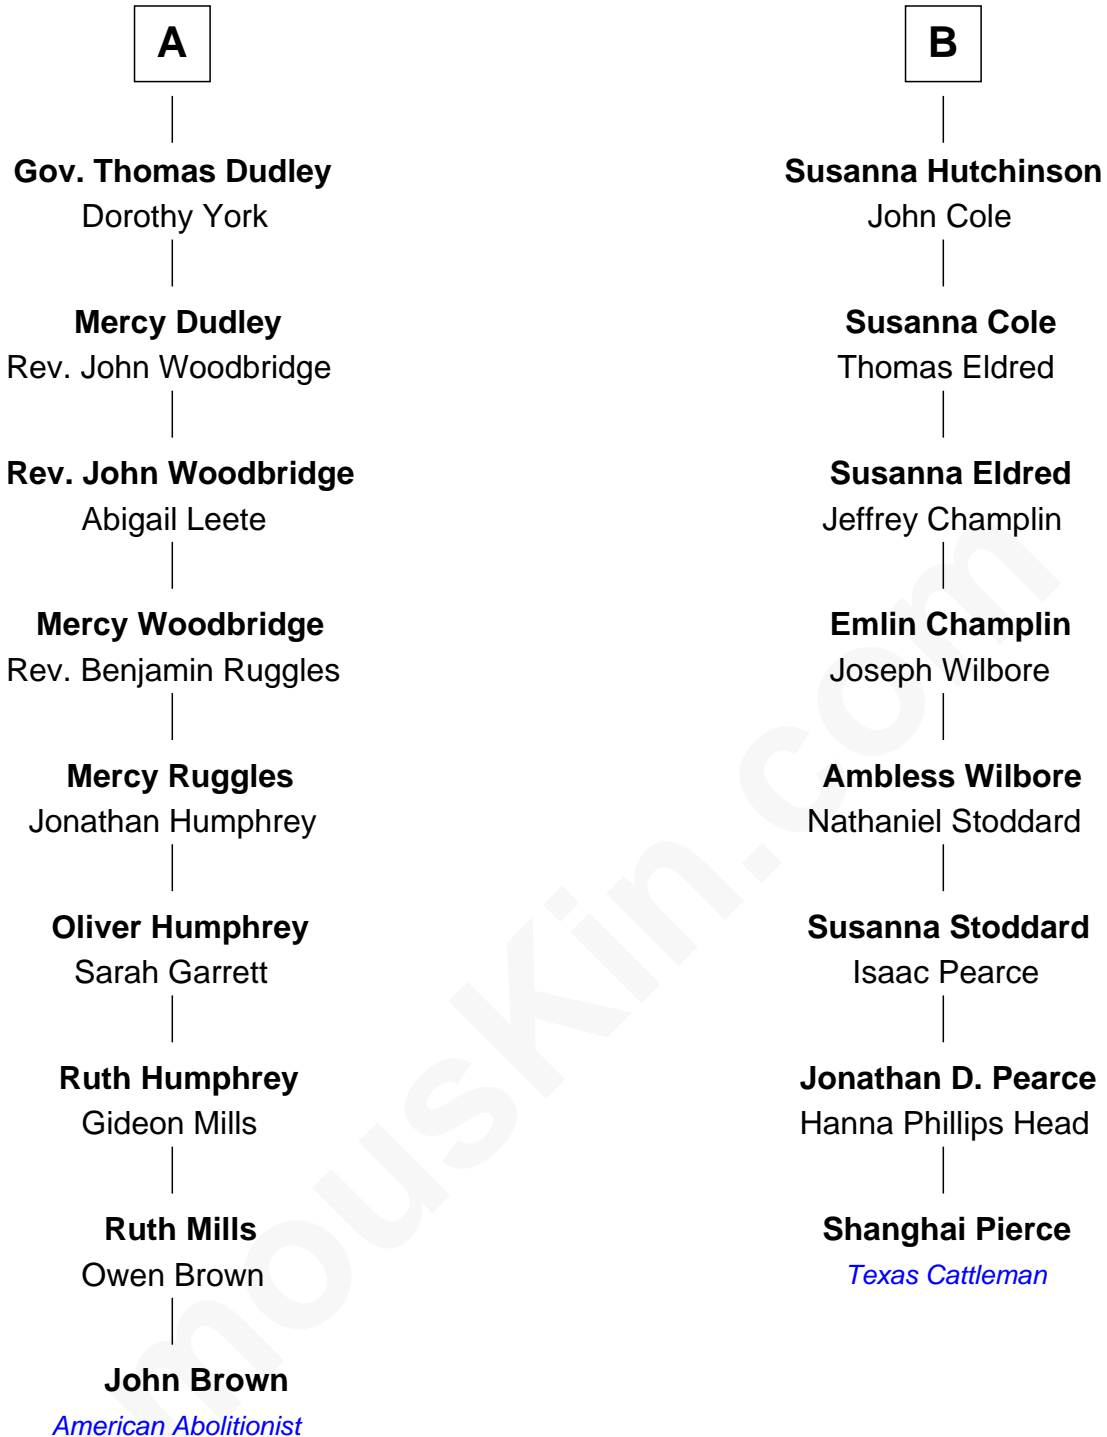 A
Gov. Thomas Dudley
Dorothy York
Mercy Dudley
Rev. John Woodbridge
Rev. John Woodbridge
Abigail Leete
Mercy Woodbridge
Rev. Benjamin Ruggles
Mercy Ruggles
Jonathan Humphrey
Oliver Humphrey
Sarah Garrett
Ruth Humphrey
Gideon Mills
Ruth Mills
Owen Brown
John Brown
American Abolitionist
B
Susanna Hutchinson
John Cole
Susanna Cole
Thomas Eldred
Susanna Eldred
Jeffrey Champlin
Emlin Champlin
Joseph Wilbore
Ambless Wilbore
Nathaniel Stoddard
Susanna Stoddard
Isaac Pearce
Jonathan D. Pearce
Hanna Phillips Head
Shanghai Pierce
Texas Cattleman
mousKin.com